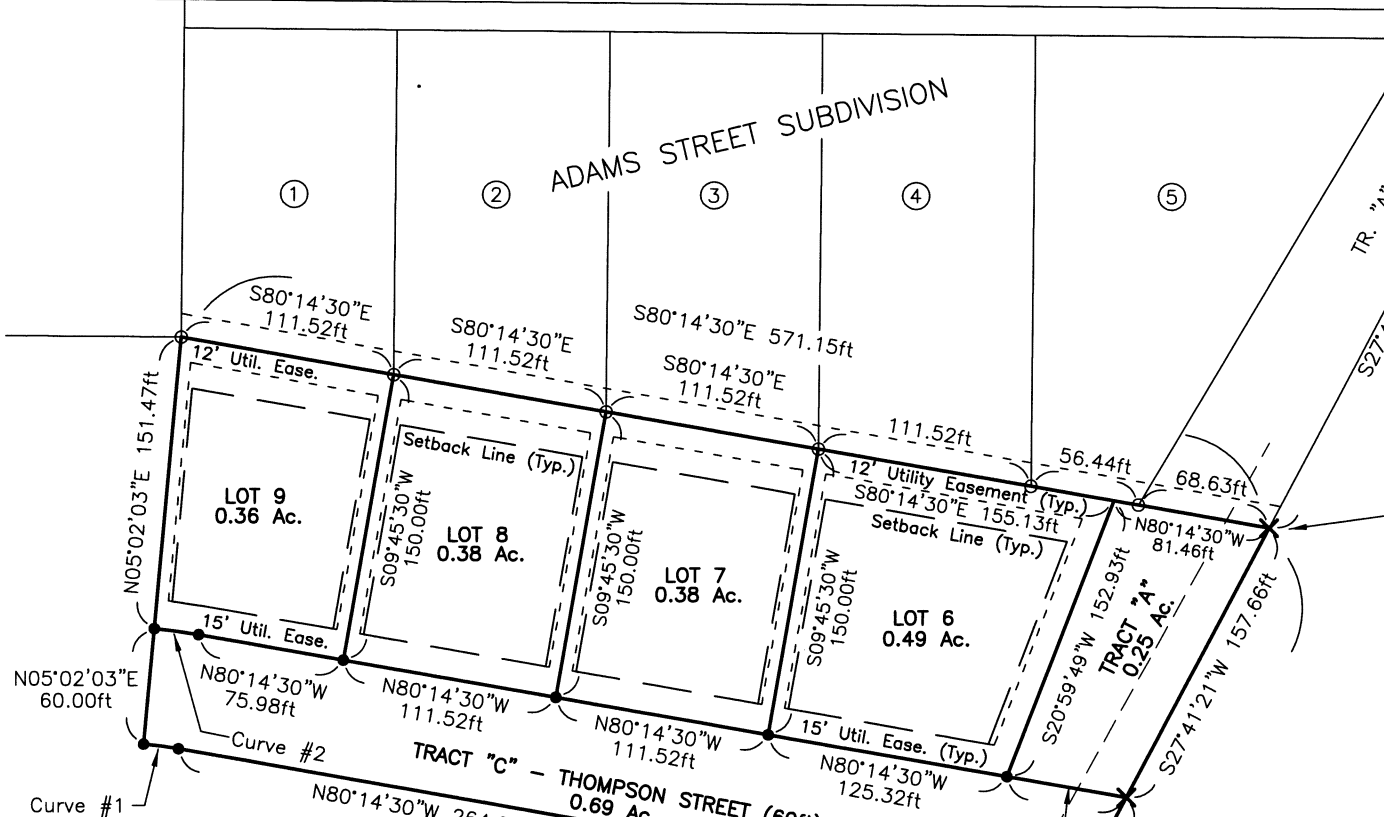 ADAMS STREET SUBDIVISION
1
2
3
4
5
TR. "A"
S80°14'30"E
111.52ft
S80°14'30"E
111.52ft
S80°14'30"E 571.15ft
S80°14'30"E
111.52ft
111.52ft
56.44ft
68.63ft
12' Util. Ease.
Setback Line (Typ.)
12' Utility Easement (Typ.)
S80°14'30"E 155.13ft
Setback Line (Typ.)
N80°14'30"W
81.46ft
N05°02'03"E 151.47ft
LOT 9
0.36 Ac.
S09°45'30"W
150.00ft
LOT 8
0.38 Ac.
S09°45'30"W
150.00ft
LOT 7
0.38 Ac.
S09°45'30"W
150.00ft
LOT 6
0.49 Ac.
S20°59'49"W 152.93ft
TRACT "A"
0.25 Ac.
S27°41'21"W 157.66ft
15' Util. Ease.
N05°02'03"E
60.00ft
N80°14'30"W
75.98ft
N80°14'30"W
111.52ft
N80°14'30"W
111.52ft
15' Util. Ease. (Typ.)
N80°14'30"W
125.32ft
Curve #2
Curve #1
TRACT "C" – THOMPSON STREET (60ft)
0.69 Ac.
N80°14'30"W